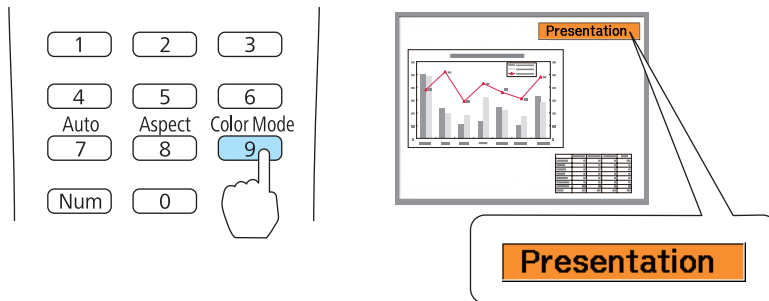 1 2 3
4 5 6
Auto Aspect Color Mode
7 8 9
Num 0
Presentation
Presentation